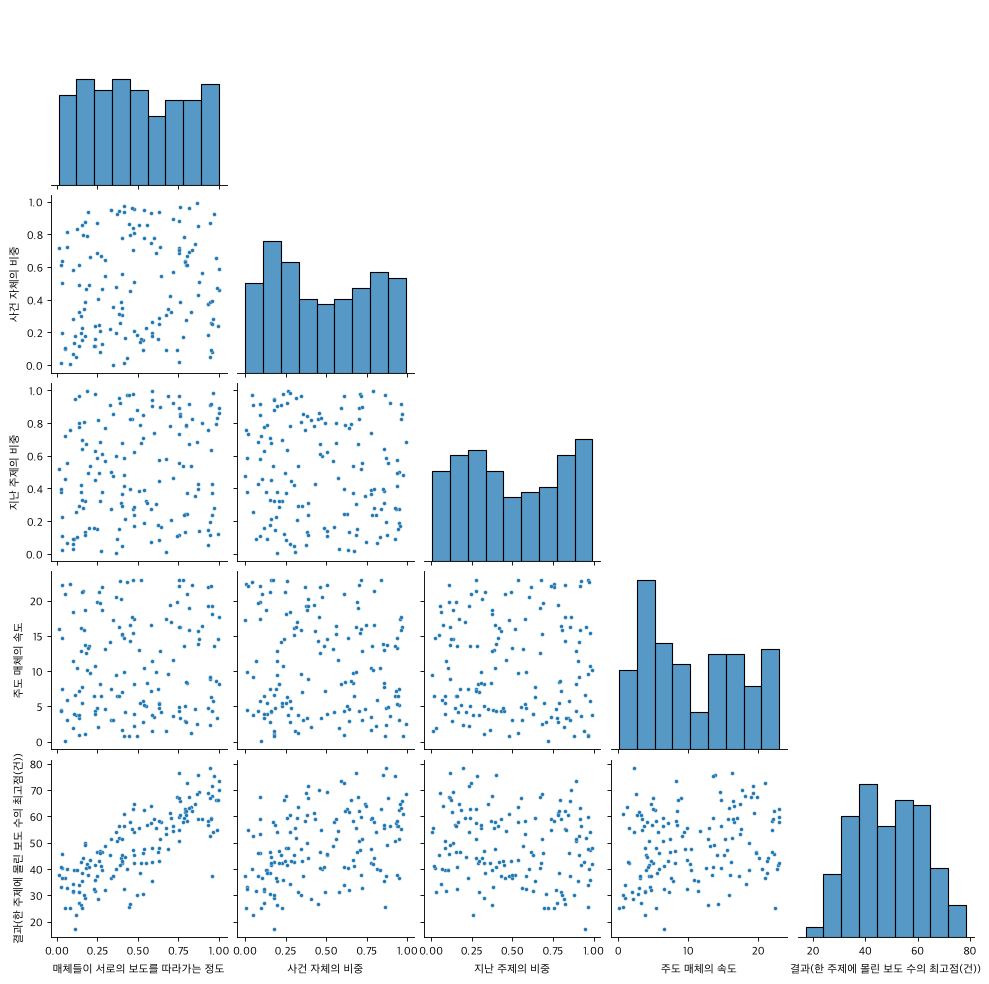 1.0
0.8
0.6
0.4
0.2
0.0
사건 자체의 비중
1.0
0.8
0.6
0.4
0.2
0.0
지난 주제의 비중
20
15
10
5
0
주도 매체의 속도
80
70
60
50
40
30
20
결과(한 주제에 몰린 보도 수의 최고점(건))
0.00 0.25 0.50 0.75 1.00
매체들이 서로의 보도를 따라가는 정도
0.00 0.25 0.50 0.75 1.00
사건 자체의 비중
0.00 0.25 0.50 0.75 1.00
지난 주제의 비중
0 10 20
주도 매체의 속도
20 40 60 80
결과(한 주제에 몰린 보도 수의 최고점(건))